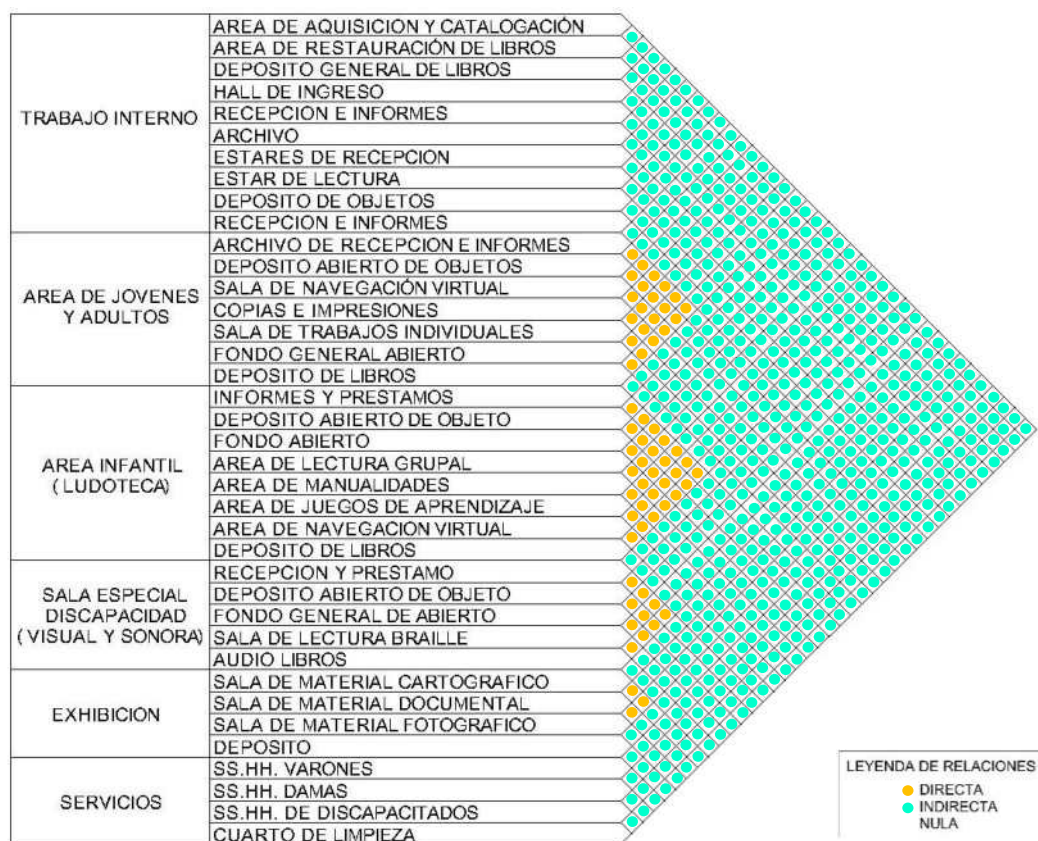 TRABAJO INTERNO
AREA DE AQUISICION Y CATALOGACIÓN
AREA DE RESTAURACIÓN DE LIBROS
DEPOSITO GENERAL DE LIBROS
HALL DE INGRESO
RECEPCION E INFORMES
ARCHIVO
ESTARES DE RECEPCION
ESTAR DE LECTURA
DEPOSITO DE OBJETOS
RECEPCION E INFORMES
AREA DE JOVENES
Y ADULTOS
ARCHIVO DE RECEPCION E INFORMES
DEPOSITO ABIERTO DE OBJETOS
SALA DE NAVEGACIÓN VIRTUAL
COPIAS E IMPRESIONES
SALA DE TRABAJOS INDIVIDUALES
FONDO GENERAL ABIERTO
DEPOSITO DE LIBROS
AREA INFANTIL
( LUDOTECA)
INFORMES Y PRESTAMOS
DEPOSITO ABIERTO DE OBJETO
FONDO ABIERTO
AREA DE LECTURA GRUPAL
AREA DE MANUALIDADES
AREA DE JUEGOS DE APRENDIZAJE
AREA DE NAVEGACION VIRTUAL
DEPOSITO DE LIBROS
SALA ESPECIAL
DISCAPACIDAD
( VISUAL Y SONORA)
RECEPCION Y PRESTAMO
DEPOSITO ABIERTO DE OBJETO
FONDO GENERAL DE ABIERTO
SALA DE LECTURA BRAILLE
AUDIO LIBROS
EXHIBICIÓN
SALA DE MATERIAL CARTOGRAFICO
SALA DE MATERIAL DOCUMENTAL
SALA DE MATERIAL FOTOGRAFICO
DEPOSITO
SERVICIOS
SS.HH. VARONES
SS.HH. DAMAS
SS.HH. DE DISCAPACITADOS
CUARTO DE LIMPIEZA
LEYENDA DE RELACIONES
DIRECTA
INDIRECTA
NULA